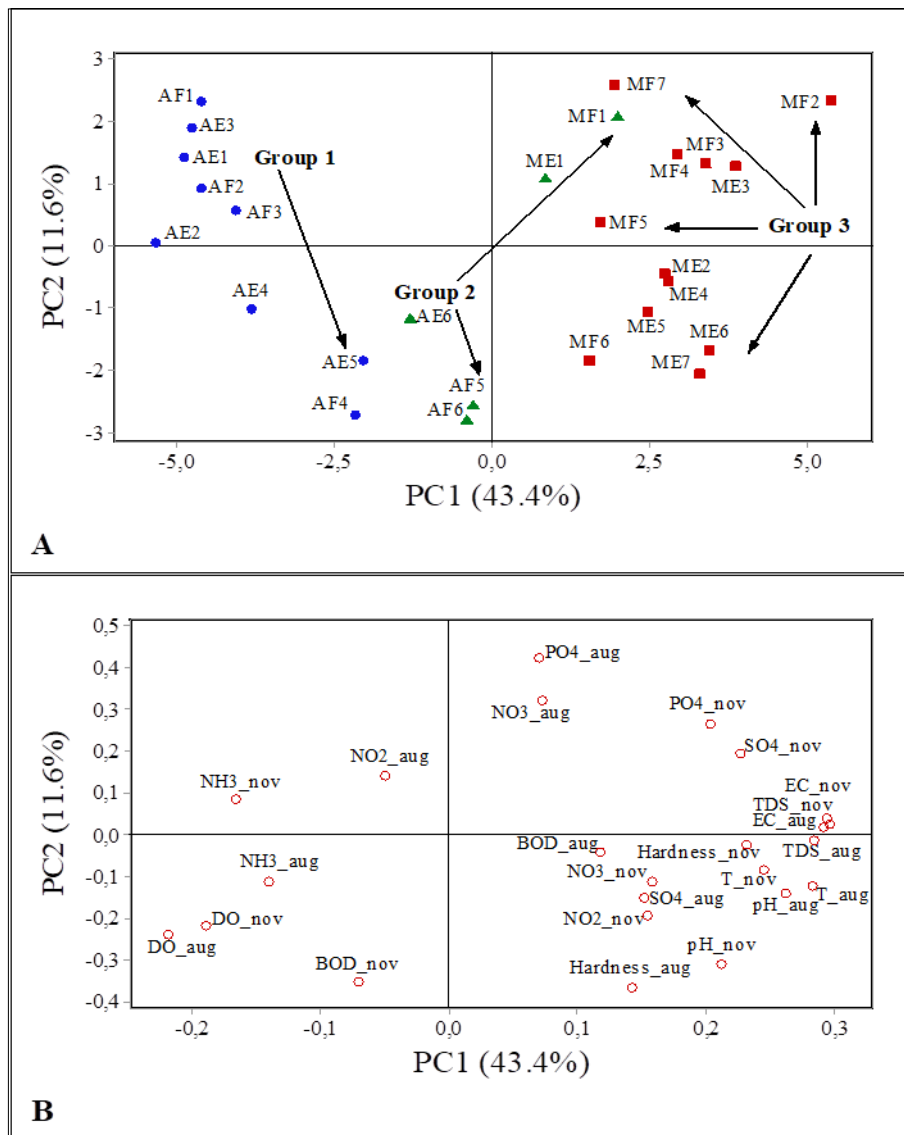 3
2
1
0
-1
-2
-3
PC2 (11.6%)
AF1
AE3
AE1
AF2
AF3
AE2
AE4
AE5
AF4
Group 1
Group 2
AE6
AF5
AF6
ME1
MF1
MF7
MF2
MF3
MF4
ME3
Group 3
MF5
ME2
ME4
ME5
MF6
ME6
ME7
-5,0
-2,5
0,0
2,5
5,0
PC1 (43.4%)
A
0,5
0,4
0,3
0,2
0,1
0,0
-0,1
-0,2
-0,3
-0,4
PC2 (11.6%)
PO4_aug
NO3_aug
PO4_nov
NO2_aug
SO4_nov
NH3_nov
EC_nov
TDS_nov
EC_aug
BOD_aug
Hardness_nov
TDS_aug
NH3_aug
NO3_nov
T_nov
SO4_aug
pH_aug
T_aug
DO_nov
NO2_nov
DO_aug
BOD_nov
pH_nov
Hardness_aug
-0,2
-0,1
0,0
0,1
0,2
0,3
PC1 (43.4%)
B